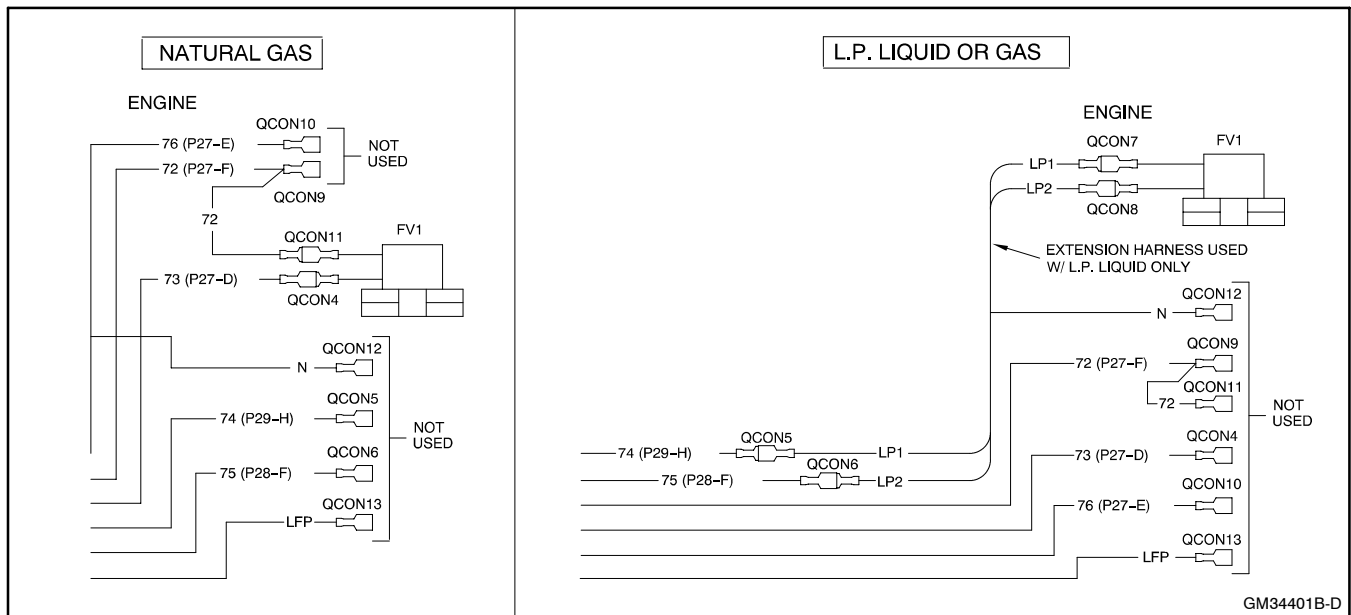 NATURAL GAS
ENGINE
QCON10
76 (P27-E)
NOT
USED
72 (P27-F)
QCON9
72
QCON11
FV1
73 (P27-D)
QCON4
QCON12
N
QCON5
74 (P29-H)
NOT
USED
QCON6
75 (P28-F)
QCON13
LFP
L.P. LIQUID OR GAS
ENGINE
QCON7
FV1
LP1
LP2
QCON8
EXTENSION HARNESS USED
W/ L.P. LIQUID ONLY
QCON12
N
QCON9
72 (P27-F)
QCON11
72
NOT
USED
QCON5
QCON4
74 (P29-H)
LP1
73 (P27-D)
QCON6
75 (P28-F)
LP2
QCON10
76 (P27-E)
QCON13
LFP
GM34401B-D